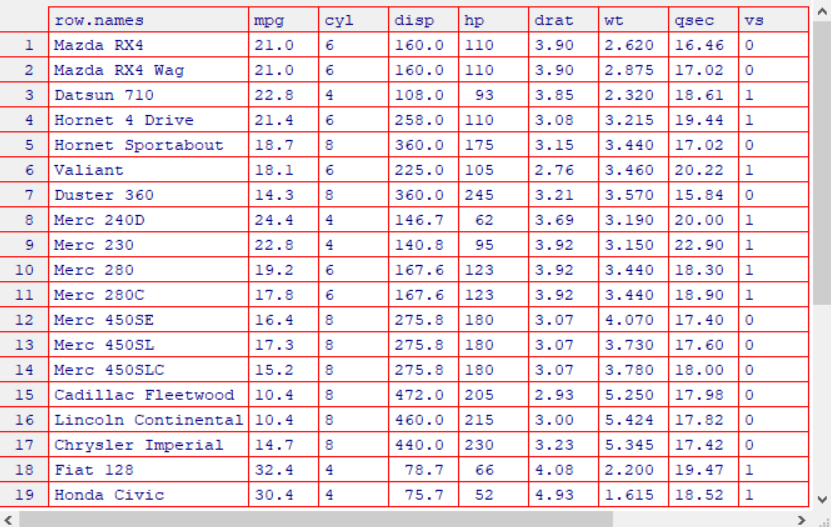 row.names mpg cyl disp hp drat wt qsec vs
1 Mazda RX4 21.0 6 160.0 110 3.90 2.620 16.46 0
2 Mazda RX4 Wag 21.0 6 160.0 110 3.90 2.875 17.02 0
3 Datsun 710 22.8 4 108.0 93 3.85 2.320 18.61 1
4 Hornet 4 Drive 21.4 6 258.0 110 3.08 3.215 19.44 1
5 Hornet Sportabout 18.7 8 360.0 175 3.15 3.440 17.02 0
6 Valiant 18.1 6 225.0 105 2.76 3.460 20.22 1
7 Duster 360 14.3 8 360.0 245 3.21 3.570 15.84 0
8 Merc 240D 24.4 4 146.7 62 3.69 3.190 20.00 1
9 Merc 230 22.8 4 140.8 95 3.92 3.150 22.90 1
10 Merc 280 19.2 6 167.6 123 3.92 3.440 18.30 1
11 Merc 280C 17.8 6 167.6 123 3.92 3.440 18.90 1
12 Merc 450SE 16.4 8 275.8 180 3.07 4.070 17.40 0
13 Merc 450SL 17.3 8 275.8 180 3.07 3.730 17.60 0
14 Merc 450SLC 15.2 8 275.8 180 3.07 3.780 18.00 0
15 Cadillac Fleetwood 10.4 8 472.0 205 2.93 5.250 17.98 0
16 Lincoln Continental 10.4 8 460.0 215 3.00 5.424 17.82 0
17 Chrysler Imperial 14.7 8 440.0 230 3.23 5.345 17.42 0
18 Fiat 128 32.4 4 78.7 66 4.08 2.200 19.47 1
19 Honda Civic 30.4 4 75.7 52 4.93 1.615 18.52 1